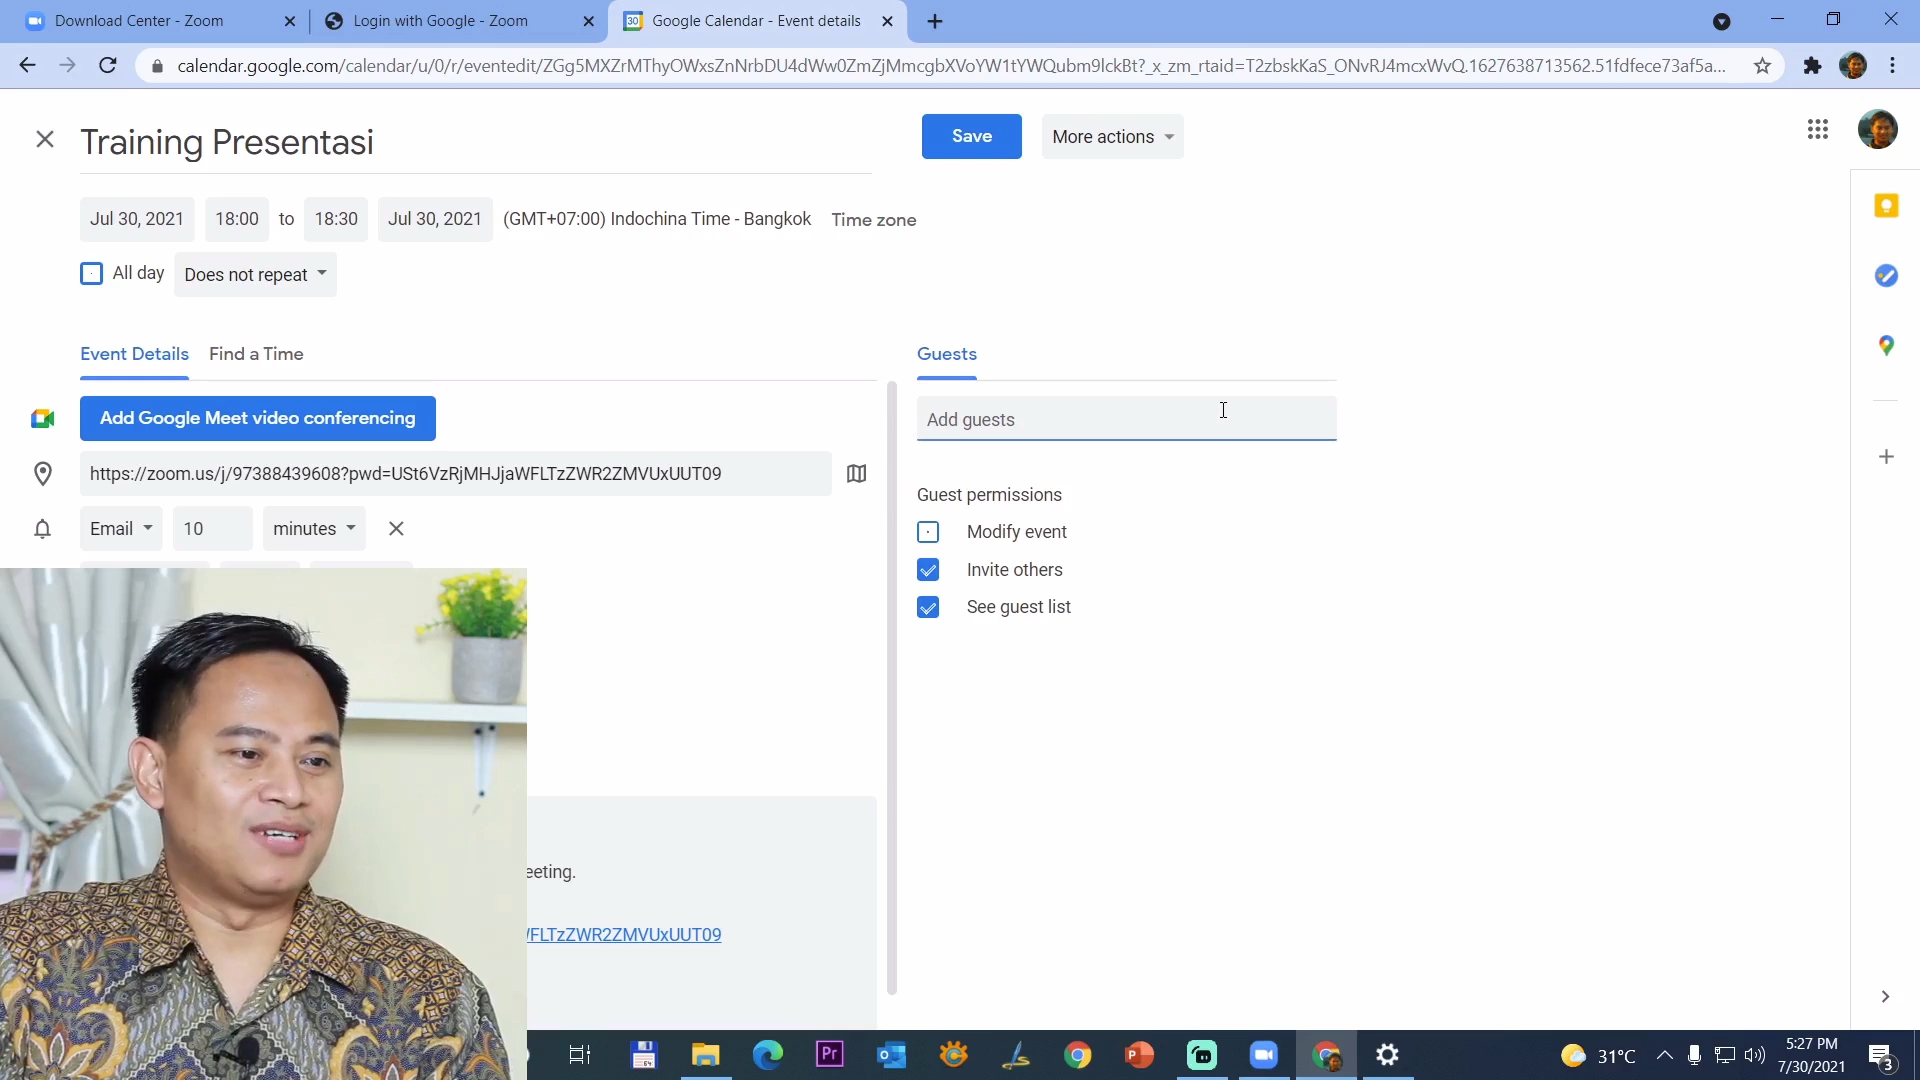 Download Center - Zoom
Login with Google - Zoom
30 Google Calendar - Event details
calendar.google.com/calendar/u/0/r/eventedit/ZGg5MXZrMThyOWxsZnNrbDU4dWw0ZmZjMmcgbXVoYW1tYWQubm9lckBt?_x_zm_rtaid=T2zbskKaS_ONvRJ4mcxWvQ.1627638713562.51fdfece73af5a...
Training Presentasi
Save
More actions
Jul 30, 2021 18:00 to 18:30 Jul 30, 2021 (GMT+07:00) Indochina Time - Bangkok Time zone
All day Does not repeat
Event Details Find a Time
Guests
Add Google Meet video conferencing
Add guests
https://zoom.us/j/97388439608?pwd=USt6VzRjMHJjaWFLTzZWR2ZMVUxUUT09
Email 10 minutes
Guest permissions
Modify event
Invite others
See guest list
eeting.
FLTzZWR2ZMVUxUUT09
Pr
31°C
5:27 PM
7/30/2021
3